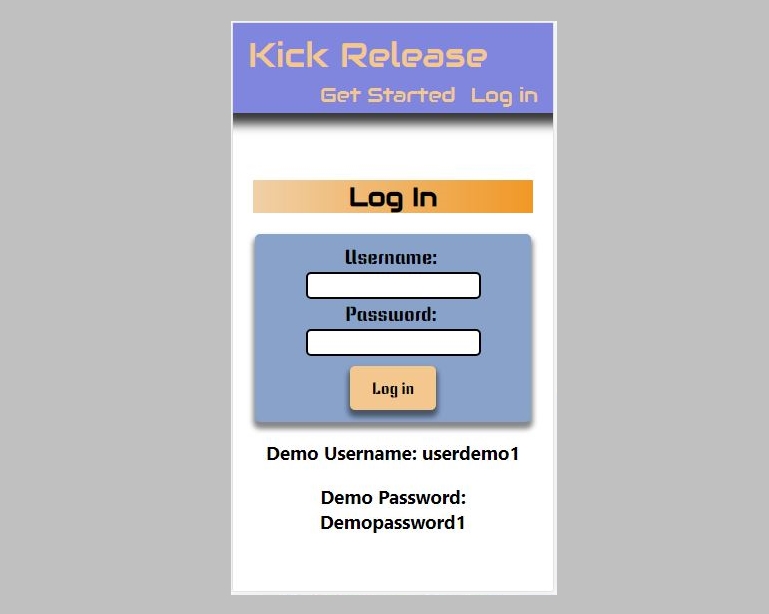 Kick Release
Get Started Log in
Log In
Username:
Password:
Log in
Demo Username: userdemo1
Demo Password:
Demopassword1